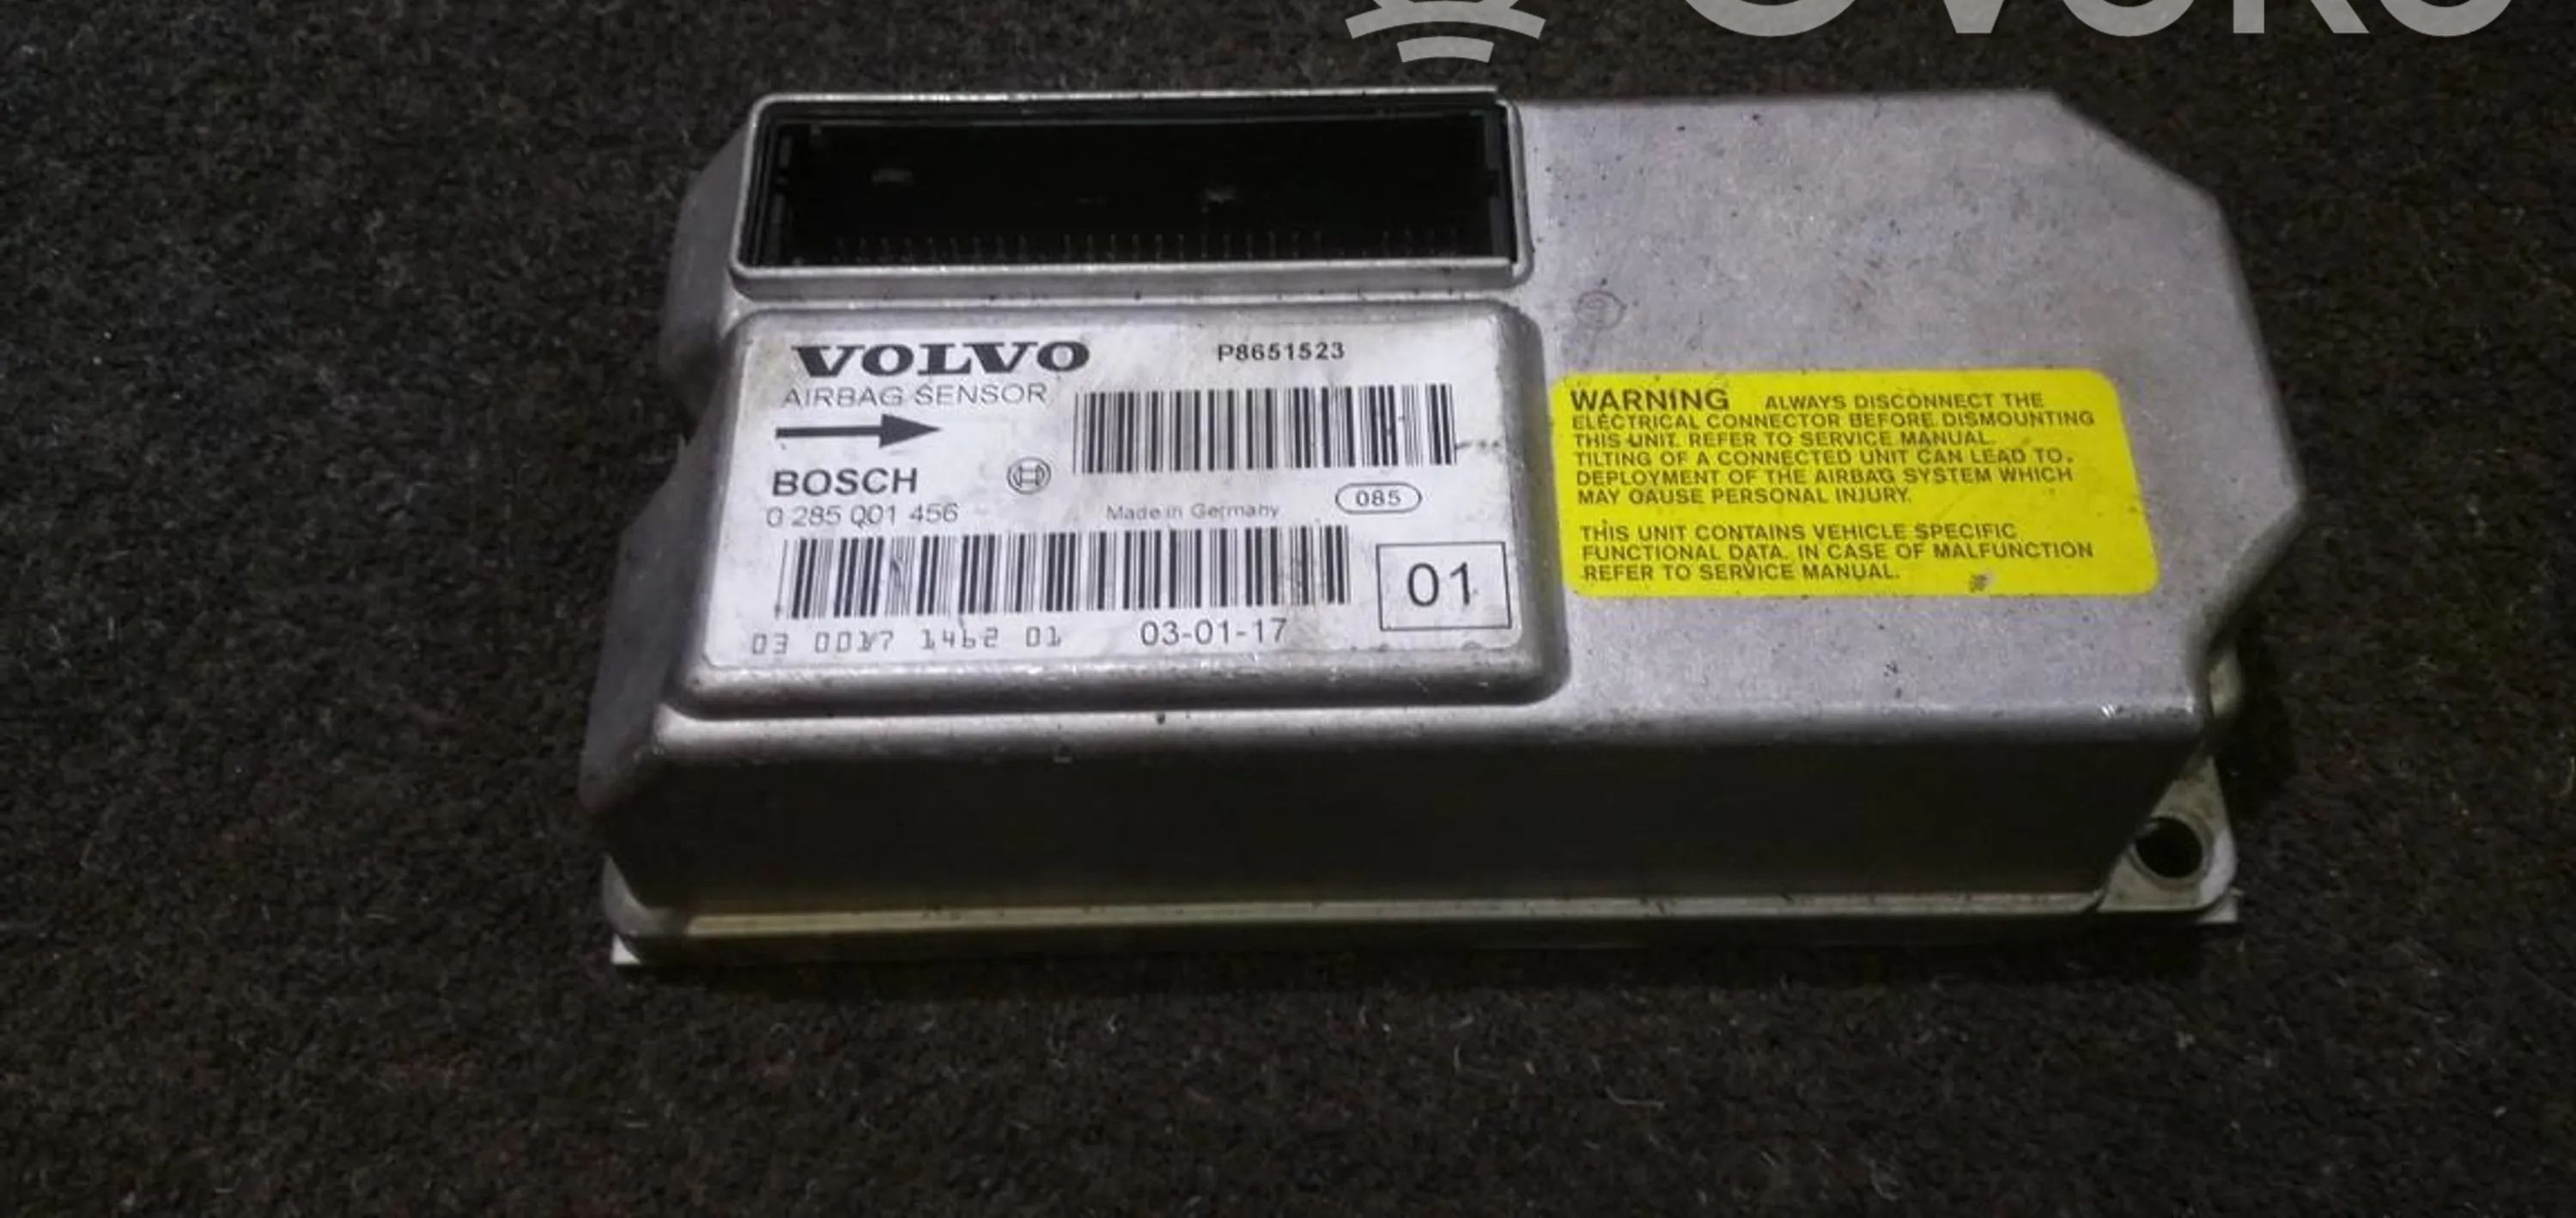 VOLVO
P8651523
AIRBAG SENSOR
BOSCH
0 285 001 456
Made in Germany
085
01
03 0017 1462 01
03-01-17
WARNING ALWAYS DISCONNECT THE
ELECTRICAL CONNECTOR BEFORE DISMOUNTING
THIS UNIT. REFER TO SERVICE MANUAL.
TILTING OF A CONNECTED UNIT CAN LEAD TO
DEPLOYMENT OF THE AIRBAG SYSTEM WHICH
MAY CAUSE PERSONAL INJURY.
THIS UNIT CONTAINS VEHICLE SPECIFIC
FUNCTIONAL DATA. IN CASE OF MALFUNCTION
REFER TO SERVICE MANUAL.